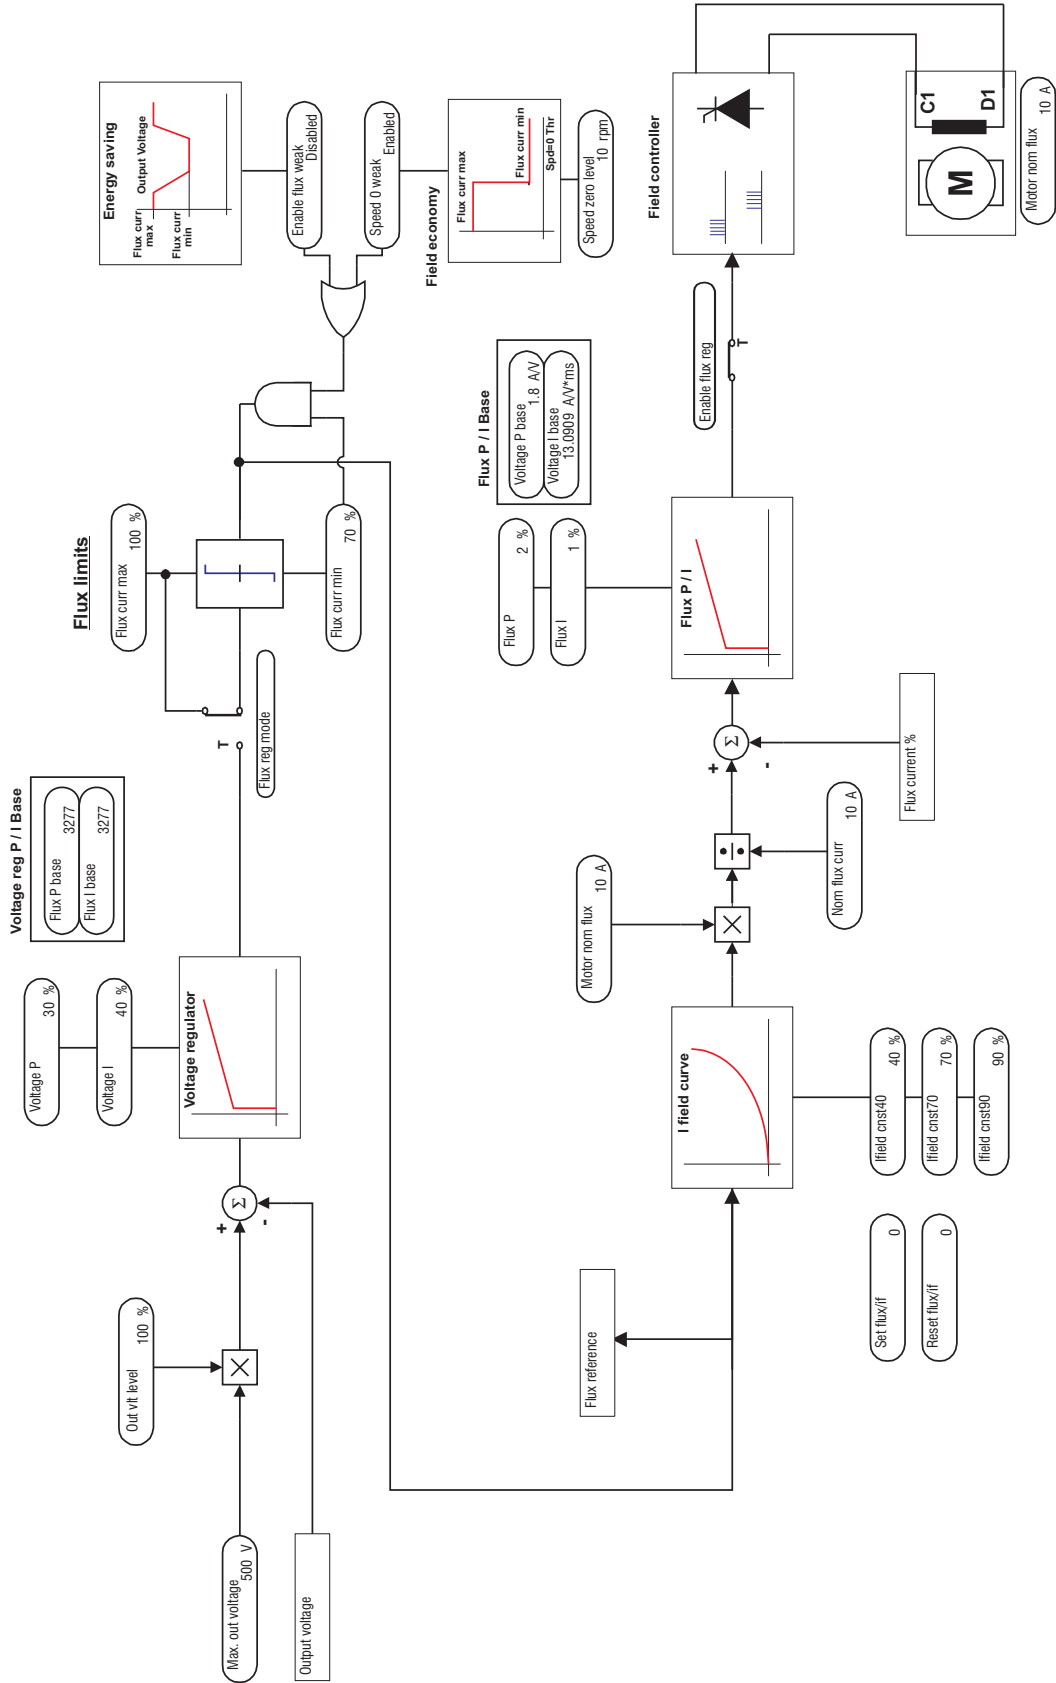 Max. out voltage
500 V
Output voltage
Out vlt level
100 %
+
-
Σ
Voltage P
30 %
Voltage I
40 %
Voltage regulator
Voltage reg P / I Base
Flux P base
3277
Flux I base
3277
T
Flux reg mode
Flux limits
Flux curr max
100 %
Flux curr min
70 %
Energy saving
Flux curr
max
Output Voltage
Flux curr
min
Enable flux weak
Disabled
Speed 0 weak
Enabled
Field economy
Flux curr max
Flux curr min
Spd=0 Thr
Speed zero level
10 rpm
Flux reference
I field curve
Set flux/if
0
Reset flux/if
0
Ifield cnst40
40 %
Ifield cnst70
70 %
Ifield cnst90
90 %
Motor nom flux
10 A
Nom flux curr
10 A
+
-
Σ
Flux current %
Flux P
2 %
Flux I
1 %
Flux P / I
Flux P / I Base
Voltage P base
1.8 A/V
Voltage I base
13.0909 A/V*ms
Enable flux reg
T
Field controller
M
C1
D1
Motor nom flux
10 A